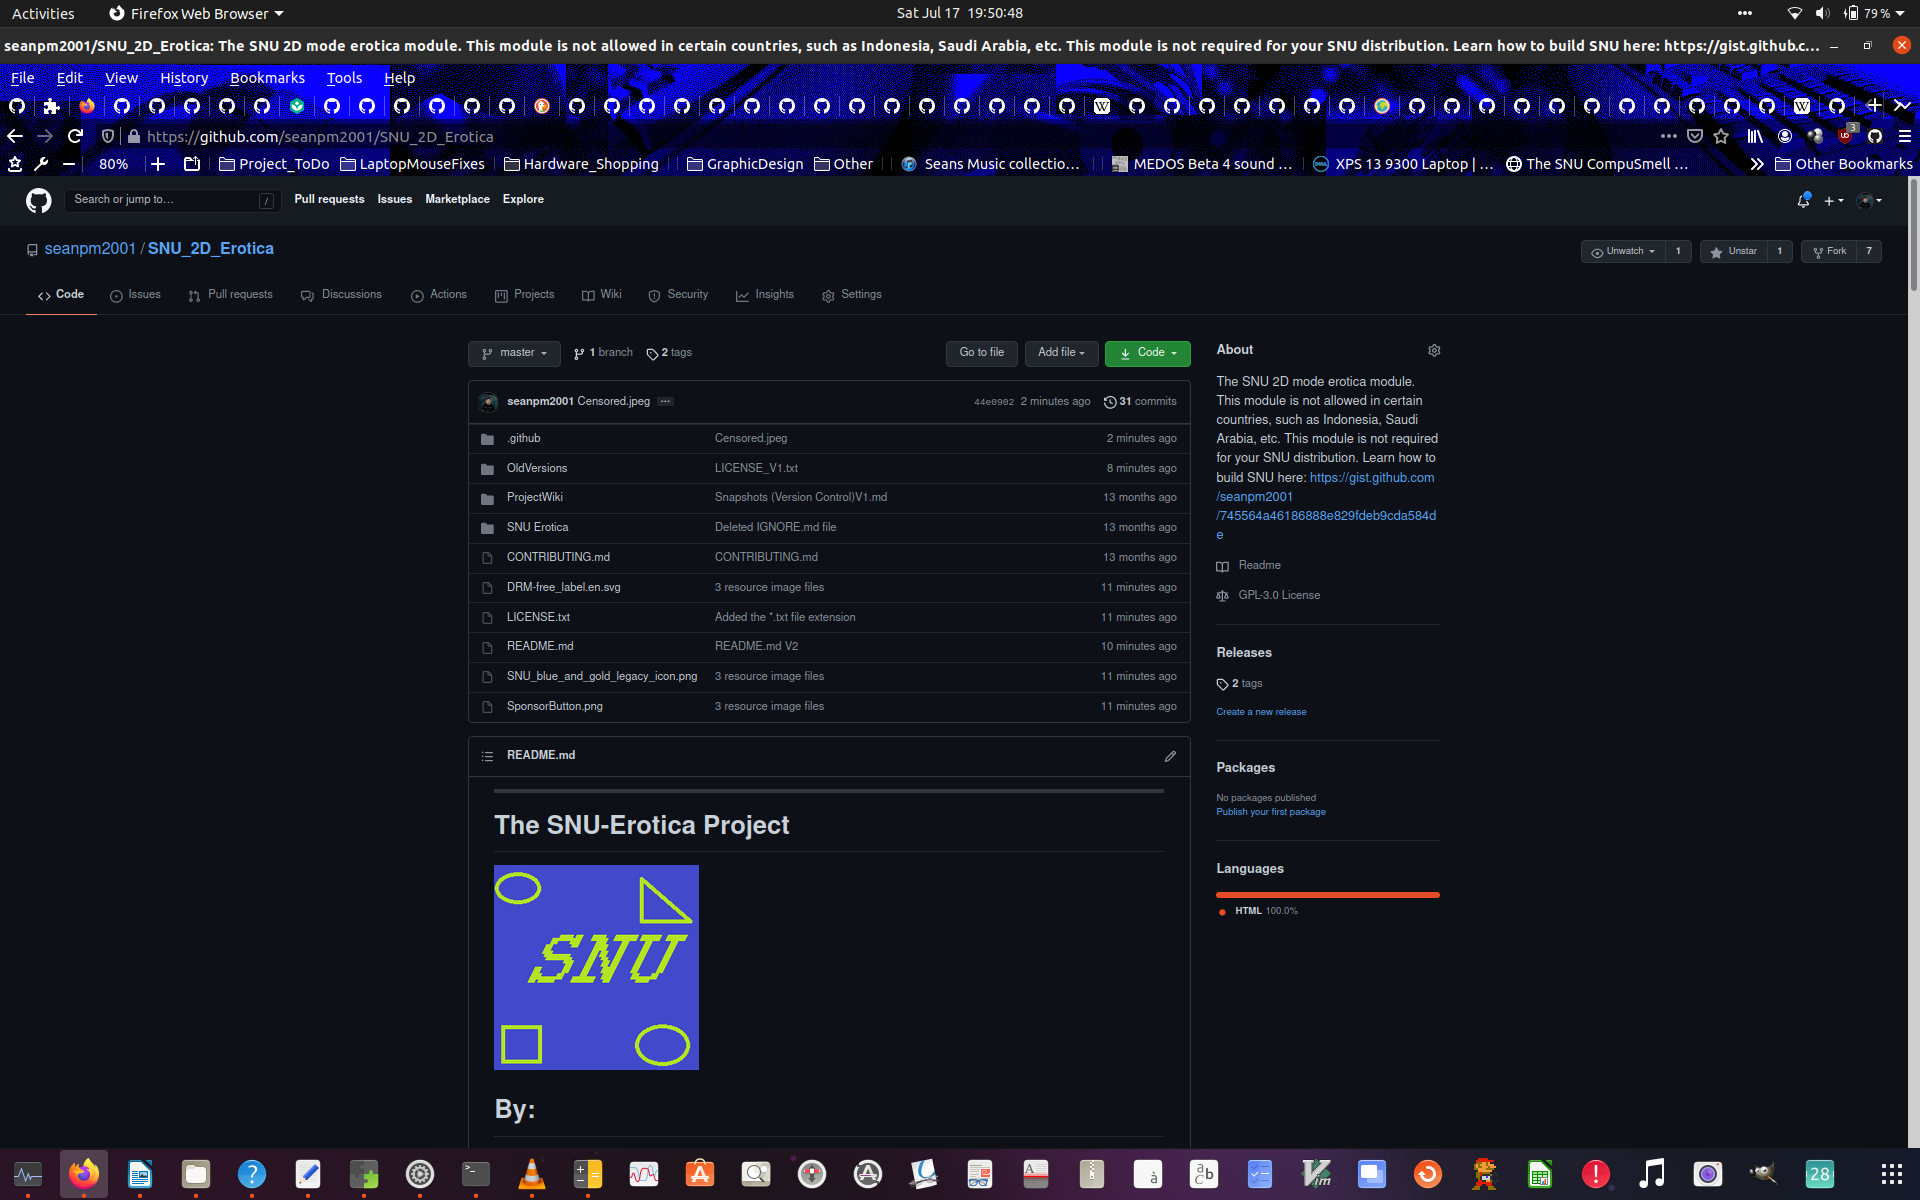 Activities
Firefox Web Browser
Sat Jul 17 19:50:48
79 %
seanpm2001/SNU_2D_Erotica: The SNU 2D mode erotica module. This module is not allowed in certain countries, such as Indonesia, Saudi Arabia, etc. This module is not required for your SNU distribution. Learn how to build SNU here: https://gist.github.c...
File Edit View History Bookmarks Tools Help
https://github.com/seanpm2001/SNU_2D_Erotica
3
80%
Project_ToDo
LaptopMouseFixes
Hardware_Shopping
GraphicDesign
Other
Seans Music collectio...
MEDOS Beta 4 sound ...
XPS 13 9300 Laptop | ...
The SNU CompuSmell ...
Other Bookmarks
Search or jump to...
/
Pull requests
Issues
Marketplace
Explore
seanpm2001 / SNU_2D_Erotica
Unwatch 1
Unstar 1
Fork 7
Code
Issues
Pull requests
Discussions
Actions
Projects
Wiki
Security
Insights
Settings
master
1 branch
2 tags
Go to file
Add file
Code
seanpm2001 Censored.jpeg ...
44e0902 2 minutes ago
31 commits
.github Censored.jpeg 2 minutes ago
OldVersions LICENSE_V1.txt 8 minutes ago
ProjectWiki Snapshots (Version Control)V1.md 13 months ago
SNU Erotica Deleted IGNORE.md file 13 months ago
CONTRIBUTING.md CONTRIBUTING.md 13 months ago
DRM-free_label.en.svg 3 resource image files 11 minutes ago
LICENSE.txt Added the *.txt file extension 11 minutes ago
README.md README.md V2 10 minutes ago
SNU_blue_and_gold_legacy_icon.png 3 resource image files 11 minutes ago
SponsorButton.png 3 resource image files 11 minutes ago
README.md
The SNU-Erotica Project
SNU
By:
About
The SNU 2D mode erotica module.
This module is not allowed in certain
countries, such as Indonesia, Saudi
Arabia, etc. This module is not required
for your SNU distribution. Learn how to
build SNU here: https://gist.github.com
/seanpm2001
/745564a46186888e829fdeb9cda584d
e
Readme
GPL-3.0 License
Releases
2 tags
Create a new release
Packages
No packages published
Publish your first package
Languages
HTML 100.0%
28